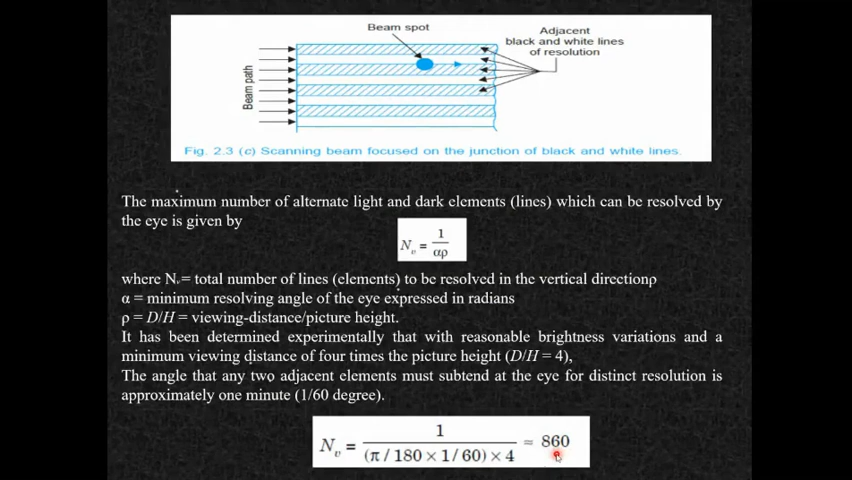 Beam spot
Adjacent
black and white lines
of resolution
Beam path
Fig. 2.3 (c) Scanning beam focused on the junction of black and white lines.
The maximum number of alternate light and dark elements (lines) which can be resolved by
the eye is given by
Nv = 1/αρ
where Nv= total number of lines (elements) to be resolved in the vertical directionρ
α = minimum resolving angle of the eye expressed in radians
ρ = D/H = viewing-distance/picture height.
It has been determined experimentally that with reasonable brightness variations and a
minimum viewing distance of four times the picture height (D/H = 4),
The angle that any two adjacent elements must subtend at the eye for distinct resolution is
approximately one minute (1/60 degree).
Nv = 1/((π / 180 × 1/ 60) × 4) ≈ 860